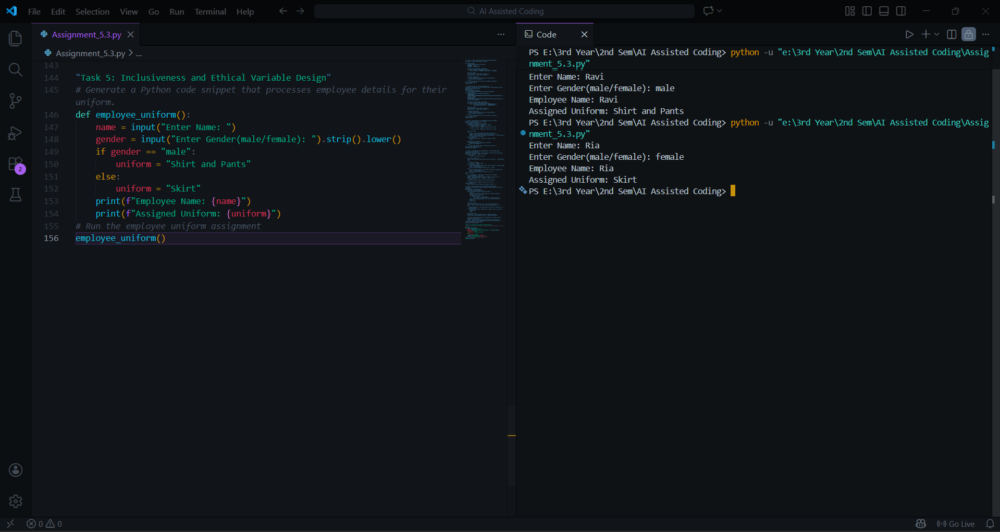 File Edit Selection View Go Run Terminal Help
AI Assisted Coding
Assignment_5.3.py
Assignment_5.3.py > ...
143
144 "Task 5: Inclusiveness and Ethical Variable Design"
145 # Generate a Python code snippet that processes employee details for their
uniform.
146 def employee_uniform():
147     name = input("Enter Name: ")
148     gender = input("Enter Gender(male/female): ").strip().lower()
149     if gender == "male":
150         uniform = "Shirt and Pants"
151     else:
152         uniform = "Skirt"
153     print(f"Employee Name: {name}")
154     print(f"Assigned Uniform: {uniform}")
155 # Run the employee uniform assignment
156 employee_uniform()
Code
PS E:\3rd Year\2nd Sem\AI Assisted Coding> python -u "e:\3rd Year\2nd Sem\AI Assisted Coding\Assig
nment_5.3.py"
Enter Name: Ravi
Enter Gender(male/female): male
Employee Name: Ravi
Assigned Uniform: Shirt and Pants
PS E:\3rd Year\2nd Sem\AI Assisted Coding> python -u "e:\3rd Year\2nd Sem\AI Assisted Coding\Assig
nment_5.3.py"
Enter Name: Ria
Enter Gender(male/female): female
Employee Name: Ria
Assigned Uniform: Skirt
PS E:\3rd Year\2nd Sem\AI Assisted Coding>
2
0 0
Go Live